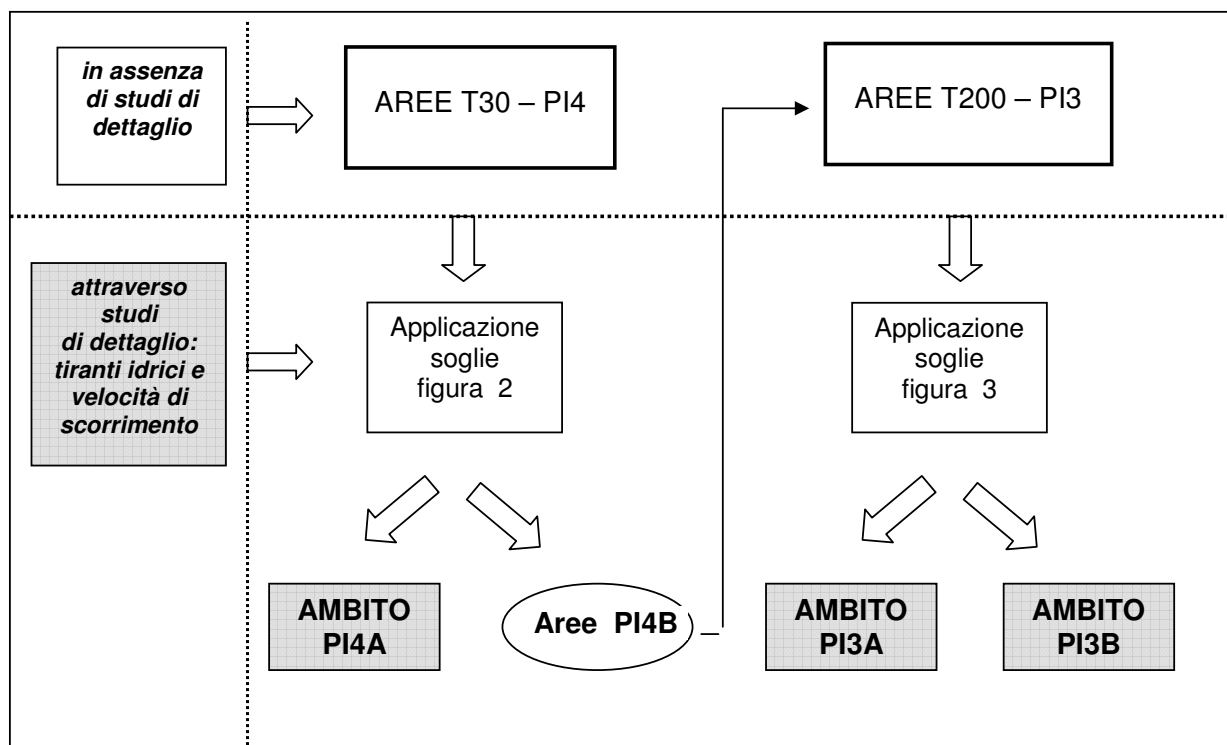 in assenza
di studi di
dettaglio
AREE T30 – PI4
AREE T200 – PI3
attraverso
studi
di dettaglio:
tiranti idrici e
velocità di
scorrimento
Applicazione
soglie
figura 2
Applicazione
soglie
figura 3
AMBITO
PI4A
Aree PI4B
AMBITO
PI3A
AMBITO
PI3B